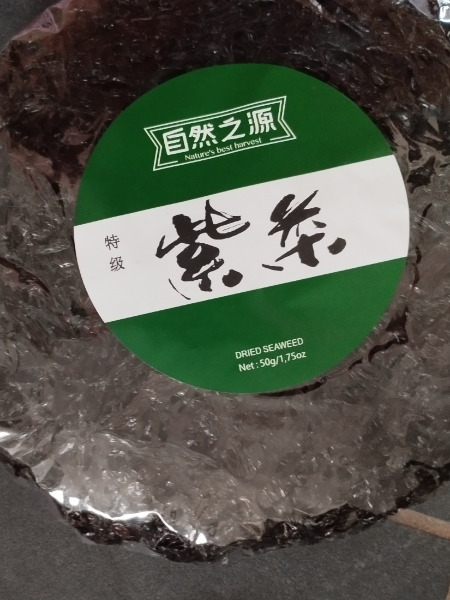 自然之源
Nature's best harvest
特级
紫菜
DRIED SEAWEED
Net : 50g/1,75oz